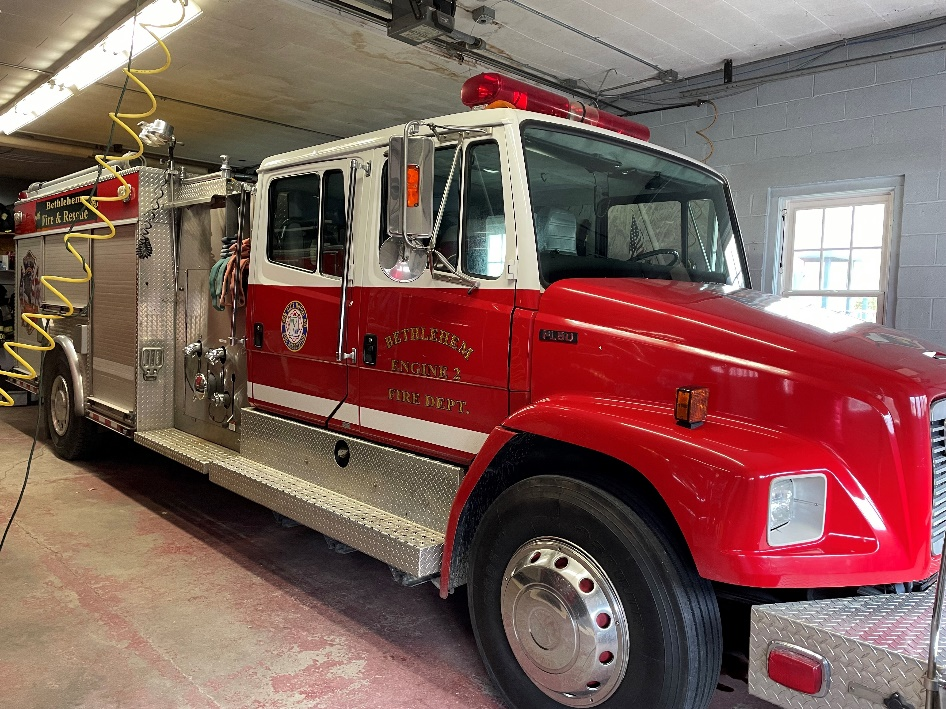 Bethlehem
Fire & Rescue
BETHLEHEM
ENGINE 2
FIRE DEPT.
FL80